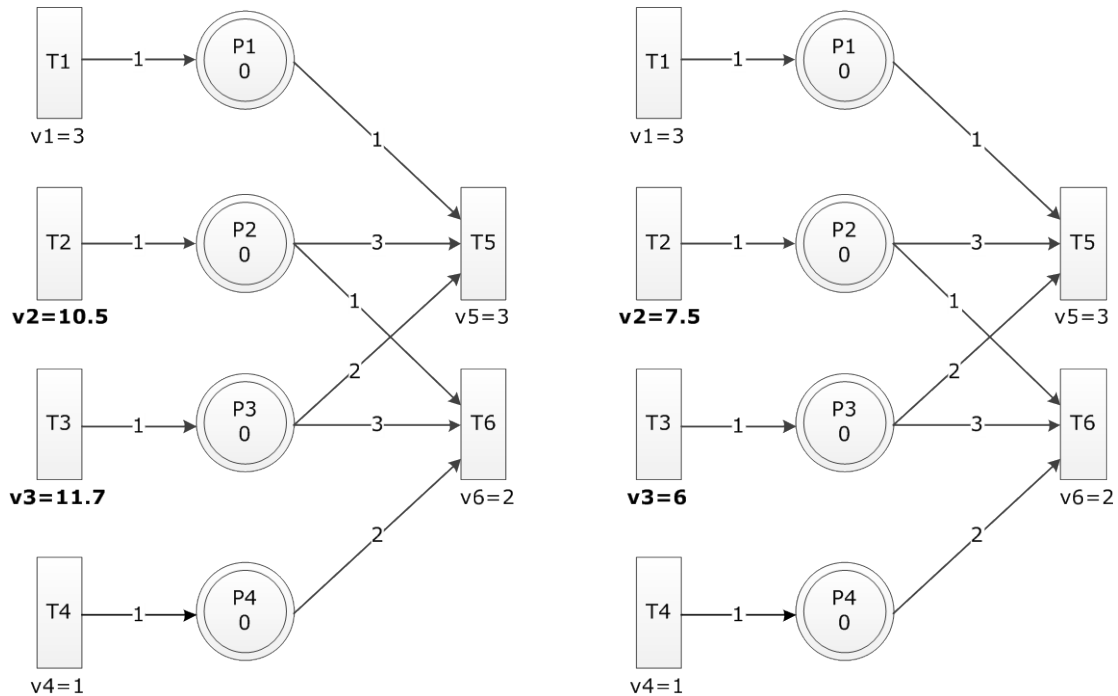 T1
1
P1
0
v1=3
1
T2
1
P2
0
3
T5
v2=10.5
1
v5=3
2
T3
1
P3
0
3
T6
v3=11.7
v6=2
2
T4
1
P4
0
v4=1
T1
1
P1
0
v1=3
1
T2
1
P2
0
3
T5
v2=7.5
1
v5=3
2
T3
1
P3
0
3
T6
v3=6
v6=2
2
T4
1
P4
0
v4=1